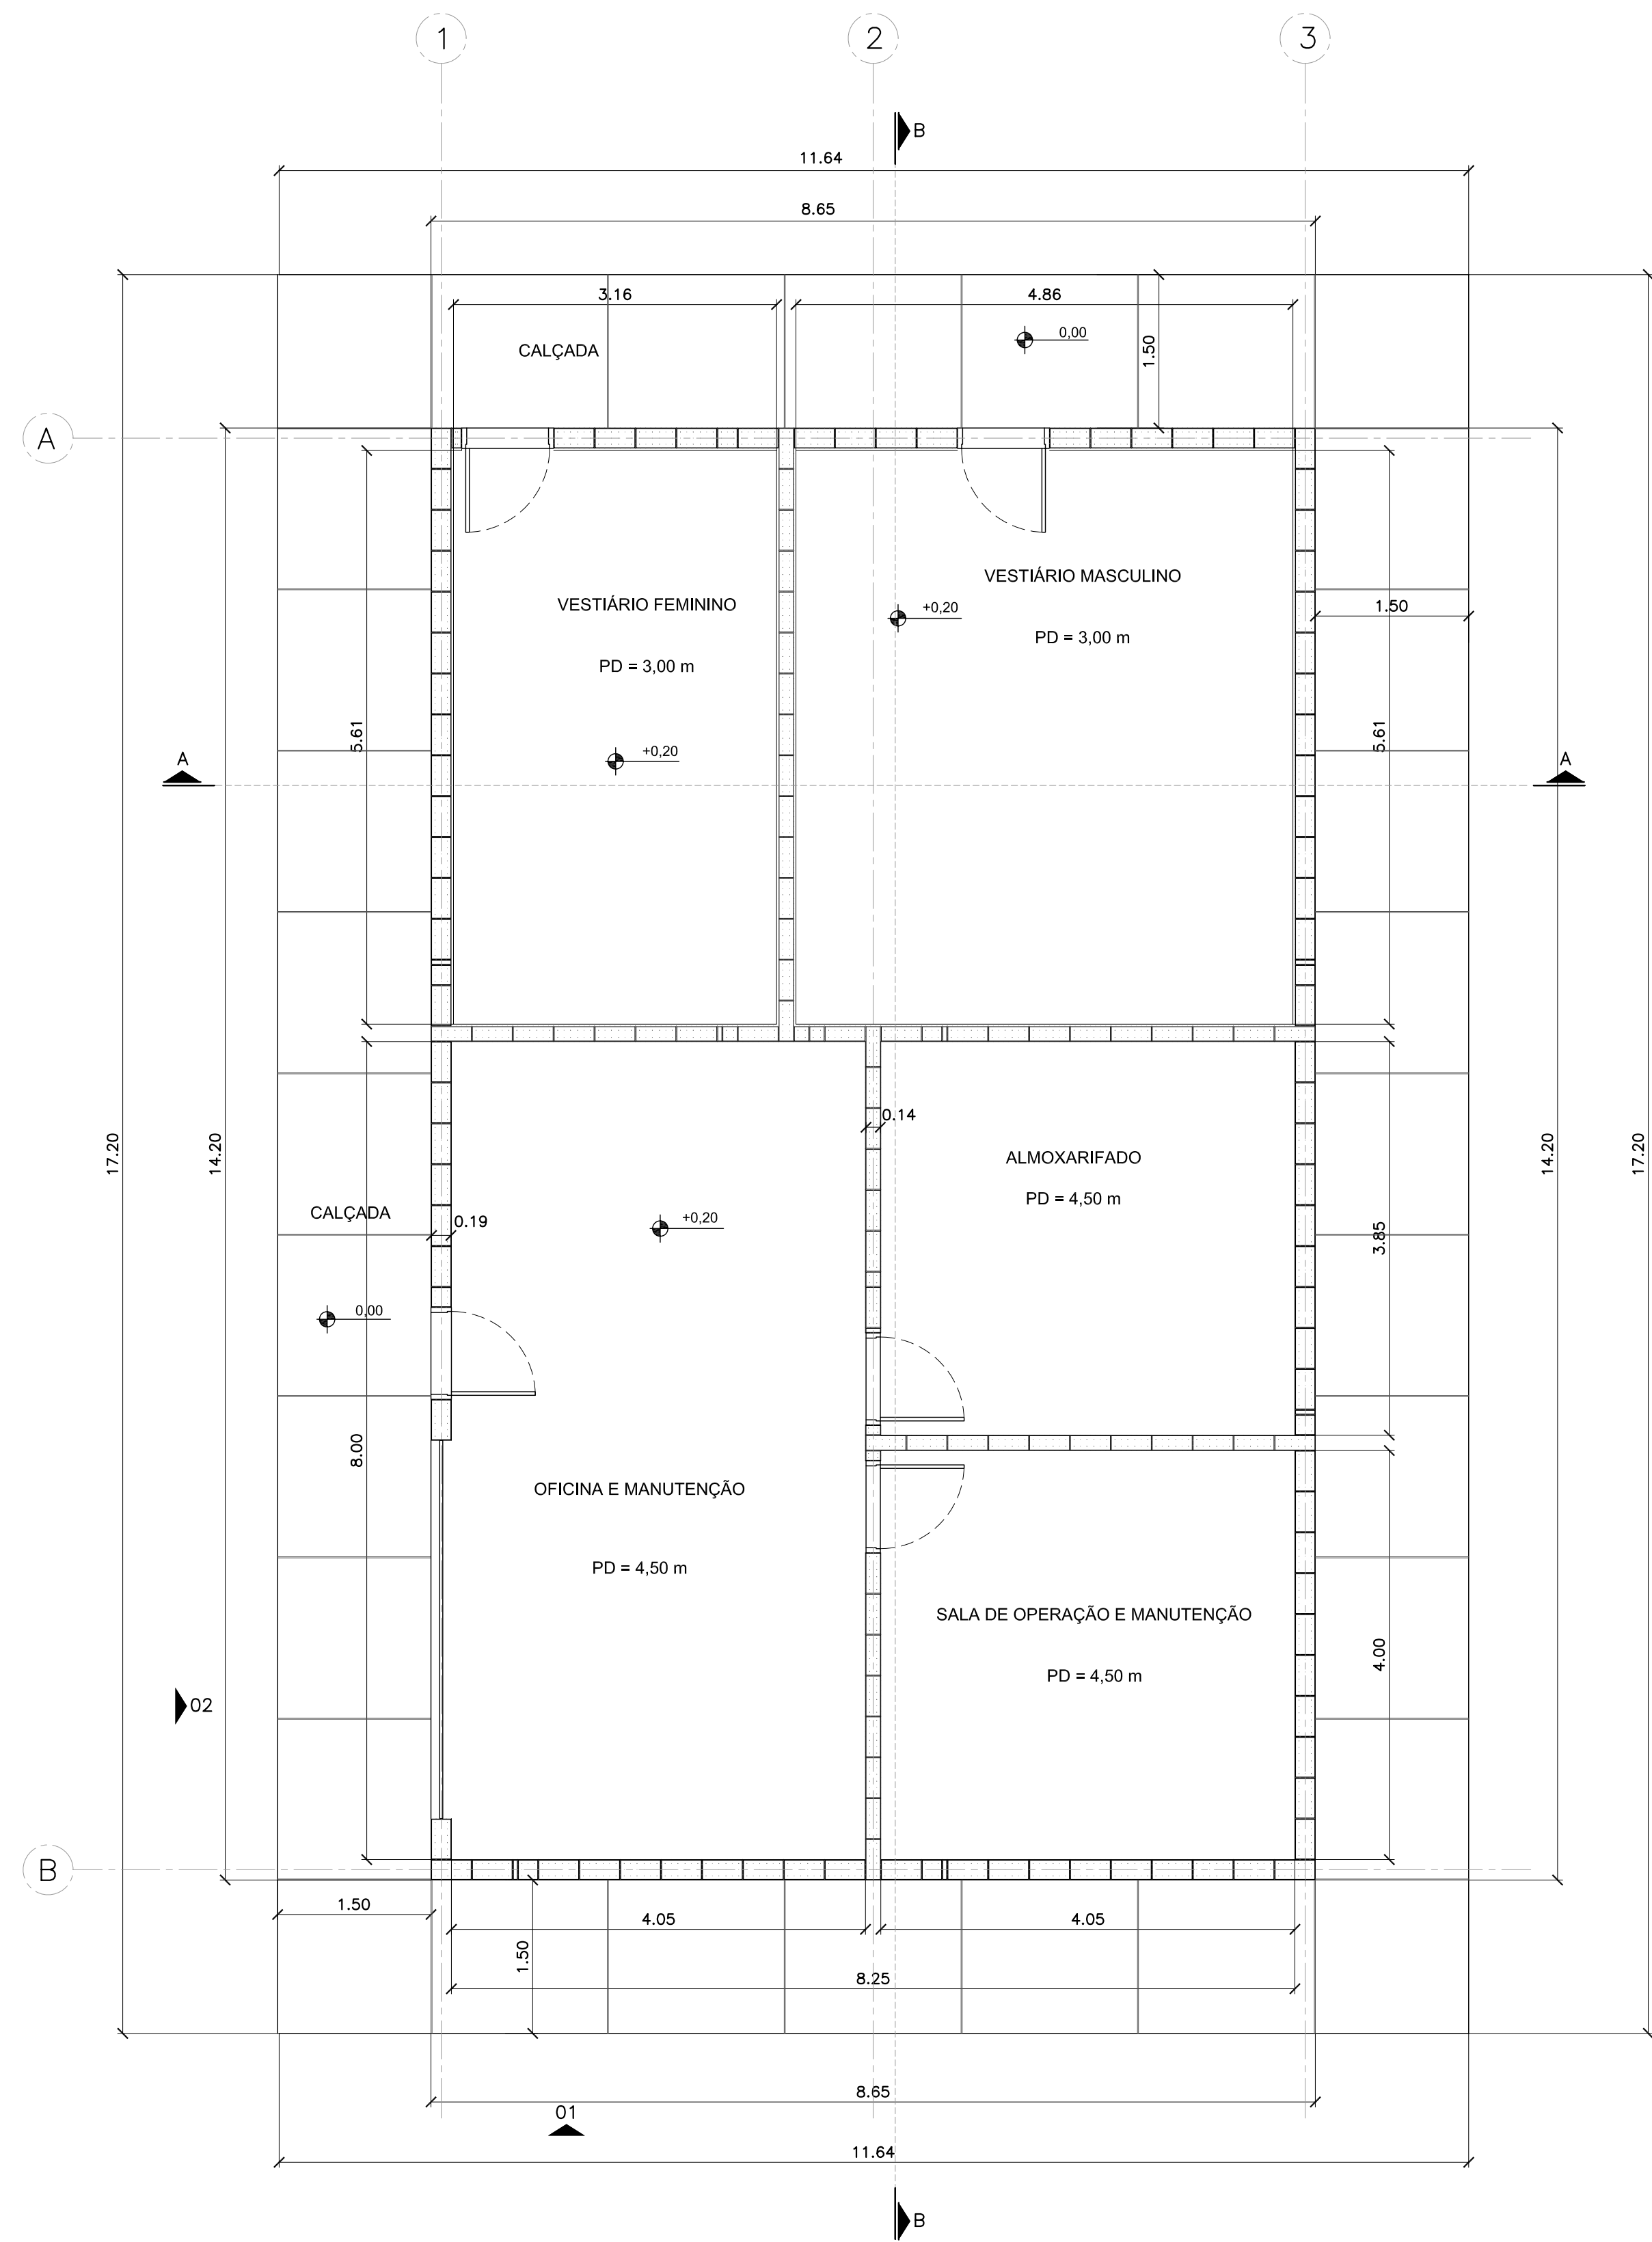 1
2
3
B
11.64
8.65
3.16
4.86
CALÇADA
0,00
1.50
A
VESTIÁRIO MASCULINO
VESTIÁRIO FEMININO
+0,20
1.50
PD = 3,00 m
PD = 3,00 m
5.61
5.61
+0,20
A
A
0.14
17.20
14.20
ALMOXARIFADO
14.20
17.20
PD = 4,50 m
CALÇADA
0.19
+0,20
3.85
0,00
8.00
OFICINA E MANUTENÇÃO
PD = 4,50 m
SALA DE OPERAÇÃO E MANUTENÇÃO
4.00
PD = 4,50 m
02
B
1.50
4.05
4.05
1.50
8.25
8.65
01
11.64
B